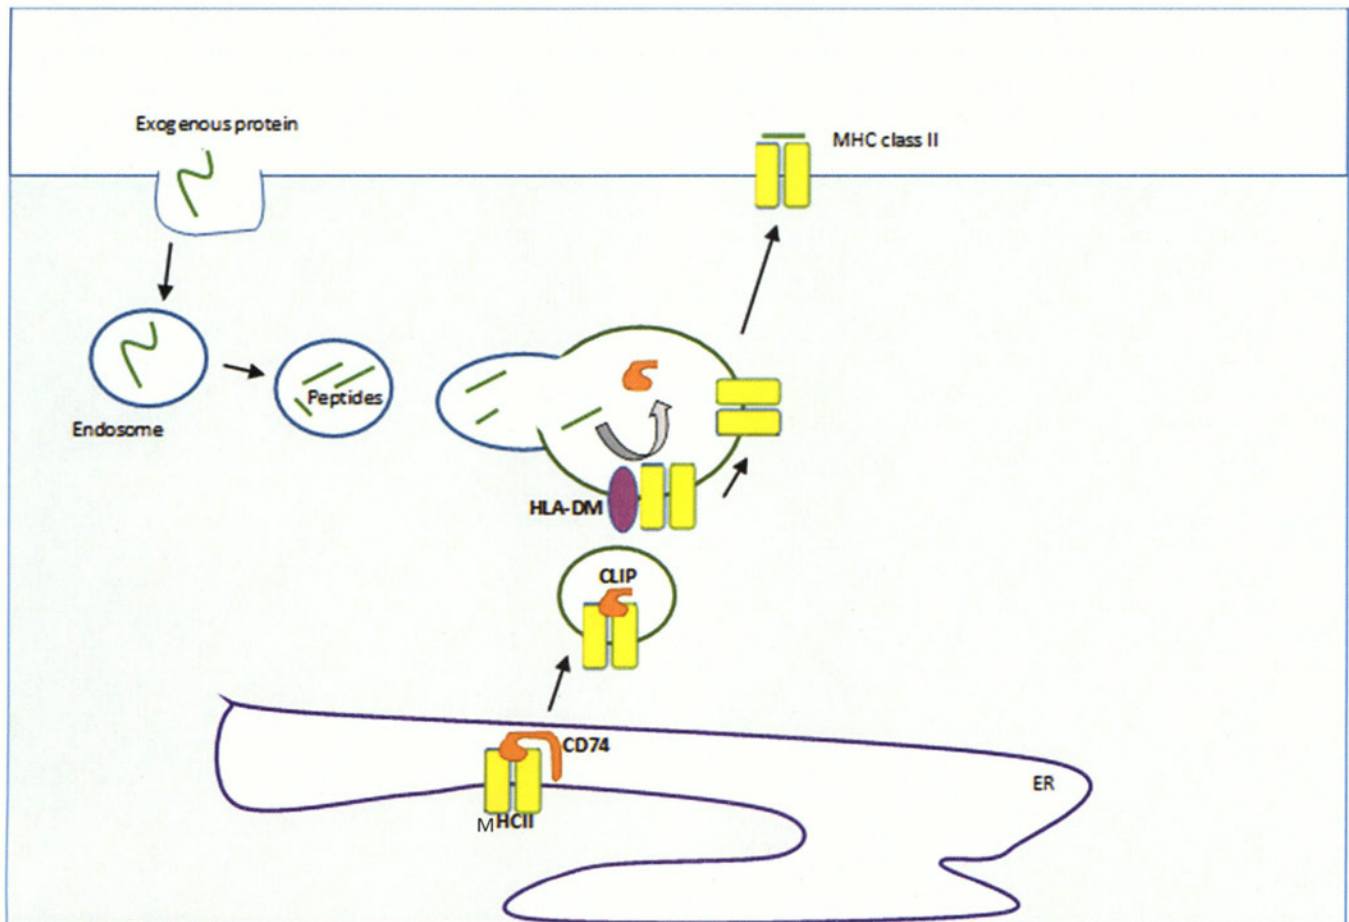 Exogenous protein
MHC class II
Peptides
Endosome
HLA-DM
CLIP
CD74
ER
MHCII